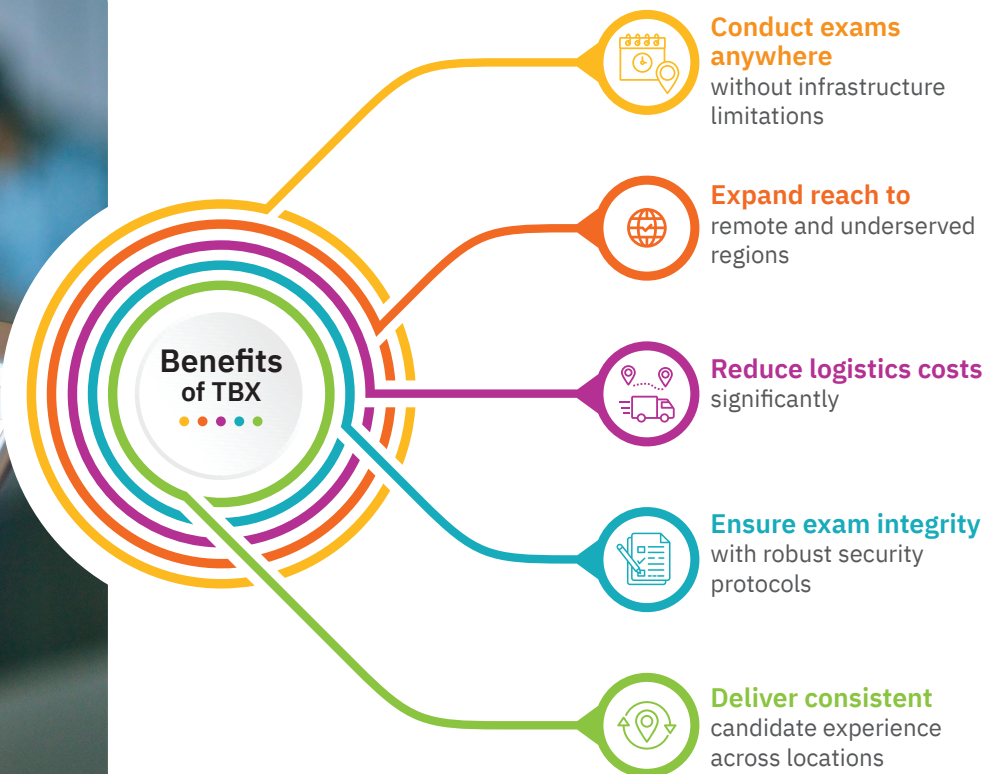 Benefits
of TBX
Conduct exams
anywhere
without infrastructure
limitations
Expand reach to
remote and underserved
regions
Reduce logistics costs
significantly
Ensure exam integrity
with robust security
protocols
Deliver consistent
candidate experience
across locations